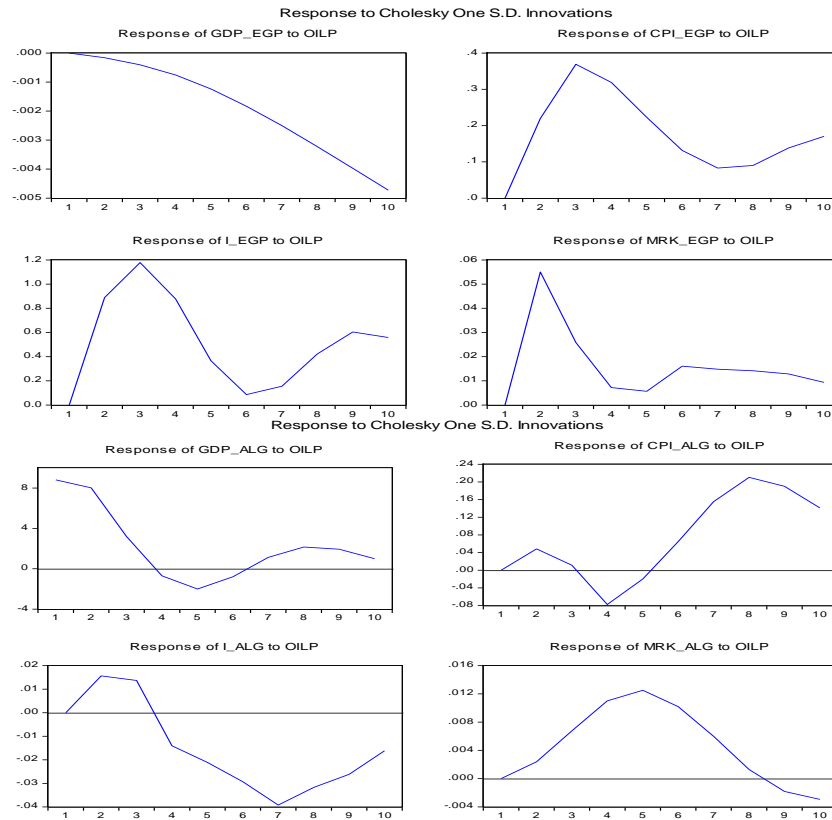 Response to Cholesky One S.D. Innovations
Response of GDP_EGP to OILP
.000
-.001
-.002
-.003
-.004
-.005
1 2 3 4 5 6 7 8 9 10
Response of CPI_EGP to OILP
.4
.3
.2
.1
.0
1 2 3 4 5 6 7 8 9 10
Response of I_EGP to OILP
1.2
1.0
0.8
0.6
0.4
0.2
0.0
1 2 3 4 5 6 7 8 9 10
Response of MRK_EGP to OILP
.06
.05
.04
.03
.02
.01
.00
1 2 3 4 5 6 7 8 9 10
Response to Cholesky One S.D. Innovations
Response of GDP_ALG to OILP
8
4
0
-4
1 2 3 4 5 6 7 8 9 10
Response of CPI_ALG to OILP
.24
.20
.16
.12
.08
.04
.00
-.04
-.08
1 2 3 4 5 6 7 8 9 10
Response of I_ALG to OILP
.02
.01
.00
-.01
-.02
-.03
-.04
1 2 3 4 5 6 7 8 9 10
Response of MRK_ALG to OILP
.016
.012
.008
.004
.000
-.004
1 2 3 4 5 6 7 8 9 10